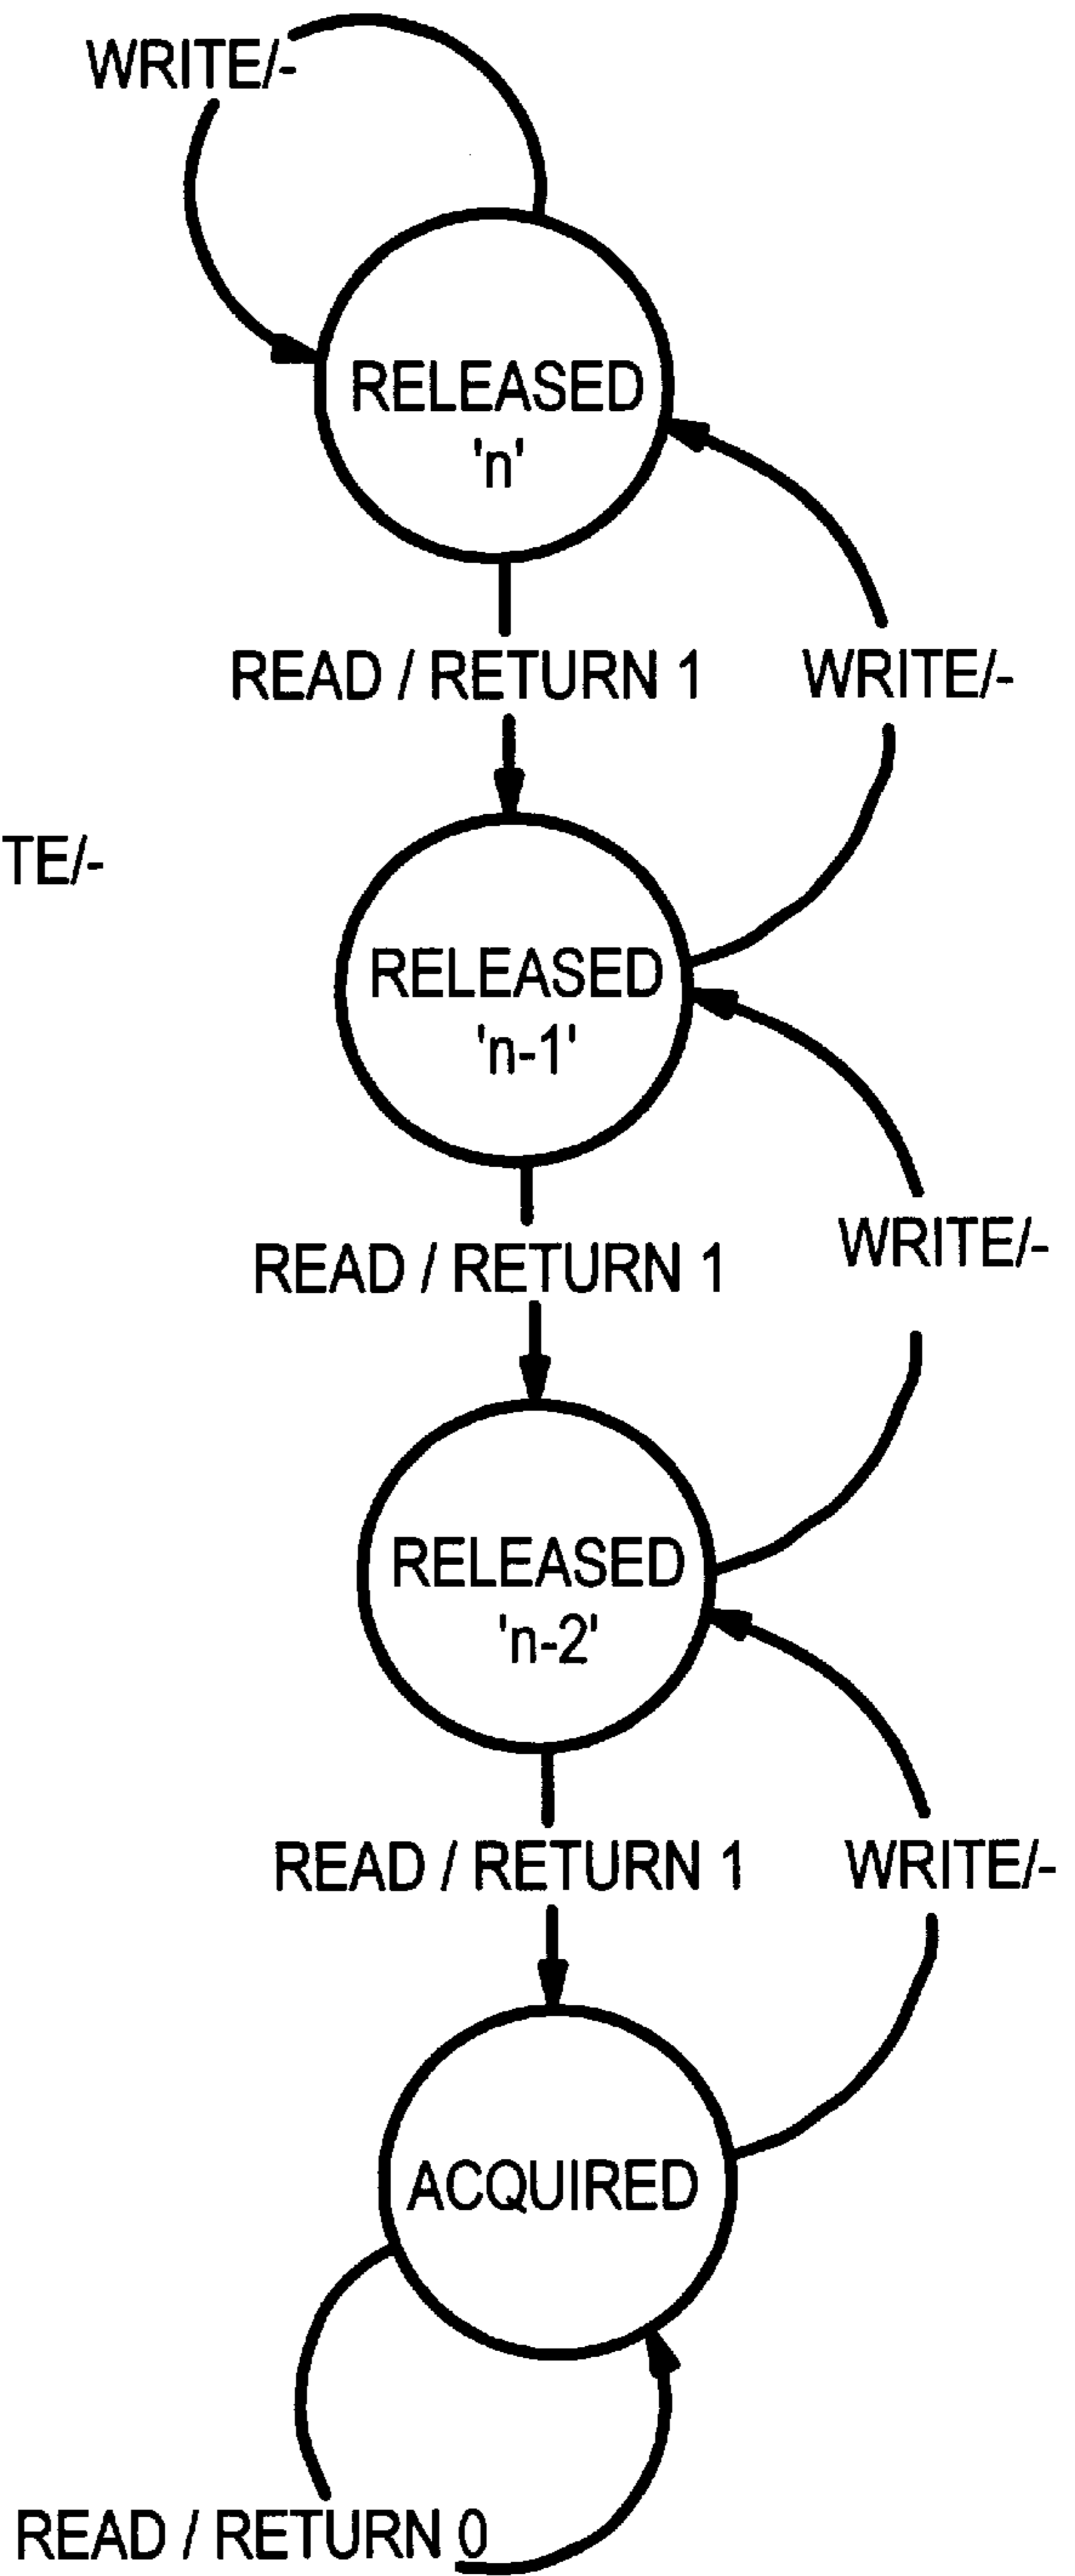 WRITE/-
RELEASED
'n'
READ / RETURN 1
WRITE/-
TE/-
RELEASED
'n-1'
READ / RETURN 1
WRITE/-
RELEASED
'n-2'
READ / RETURN 1
WRITE/-
ACQUIRED
READ / RETURN 0